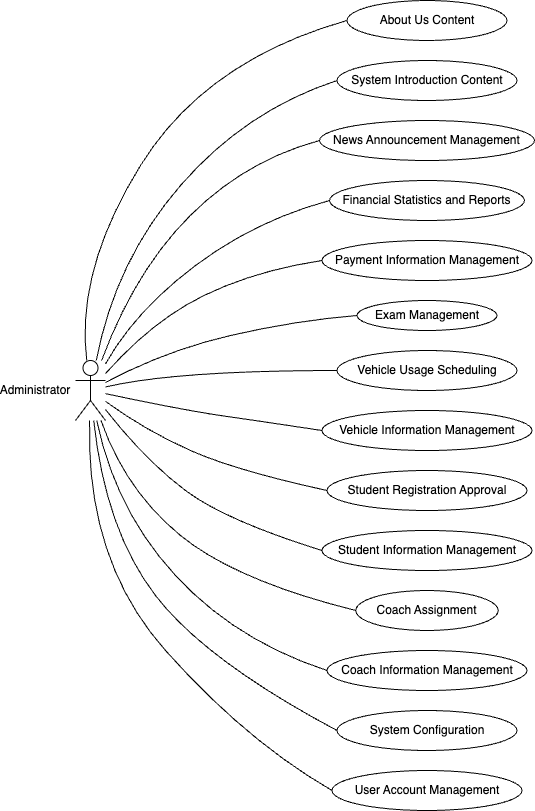 About Us Content
System Introduction Content
News Announcement Management
Financial Statistics and Reports
Payment Information Management
Exam Management
Vehicle Usage Scheduling
Administrator
Vehicle Information Management
Student Registration Approval
Student Information Management
Coach Assignment
Coach Information Management
System Configuration
User Account Management